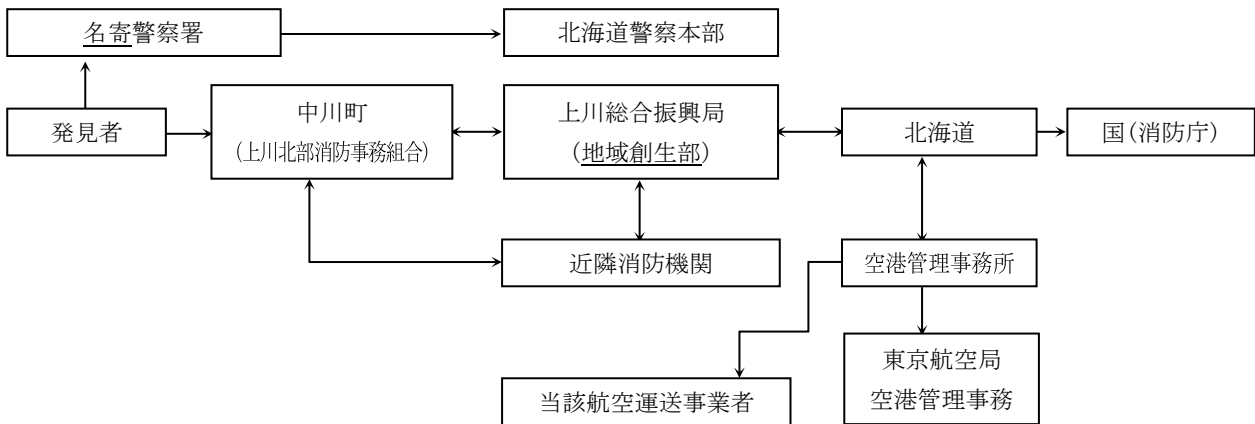 名寄警察署
北海道警察本部
発見者
中川町
(上川北部消防事務組合)
上川総合振興局
(地域創生部)
北海道
国(消防庁)
近隣消防機関
空港管理事務所
東京航空局
空港管理事務
当該航空運送事業者